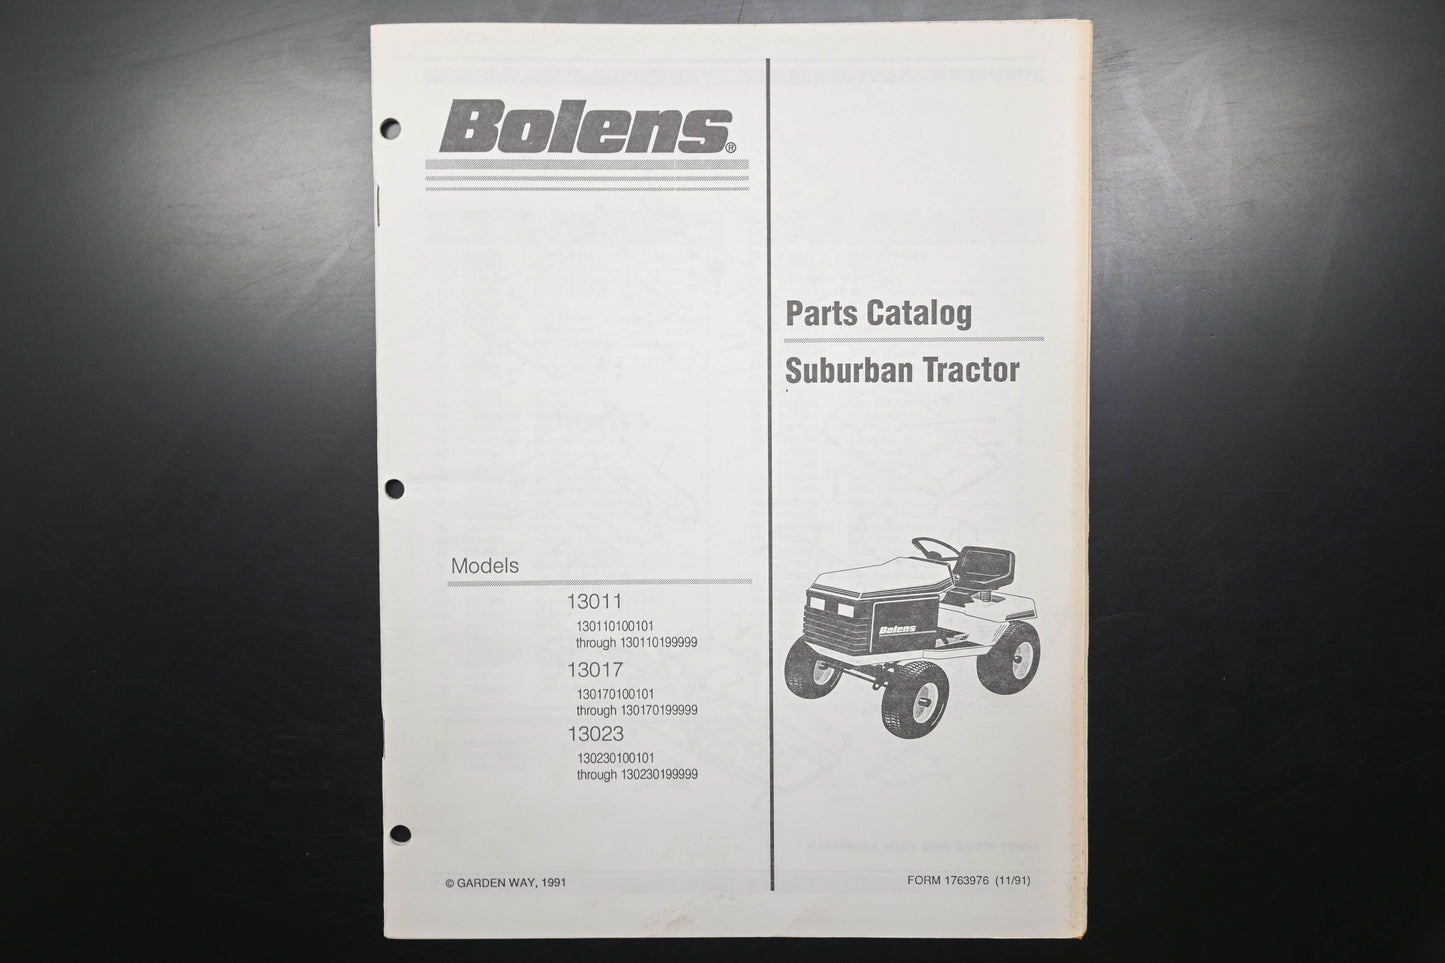 Bolens®
Parts Catalog
Suburban Tractor
Models
13011
130110100101
through 130110199999
13017
130170100101
through 130170199999
13023
130230100101
through 130230199999
Bolens
© GARDEN WAY, 1991
FORM 1763976 (11/91)